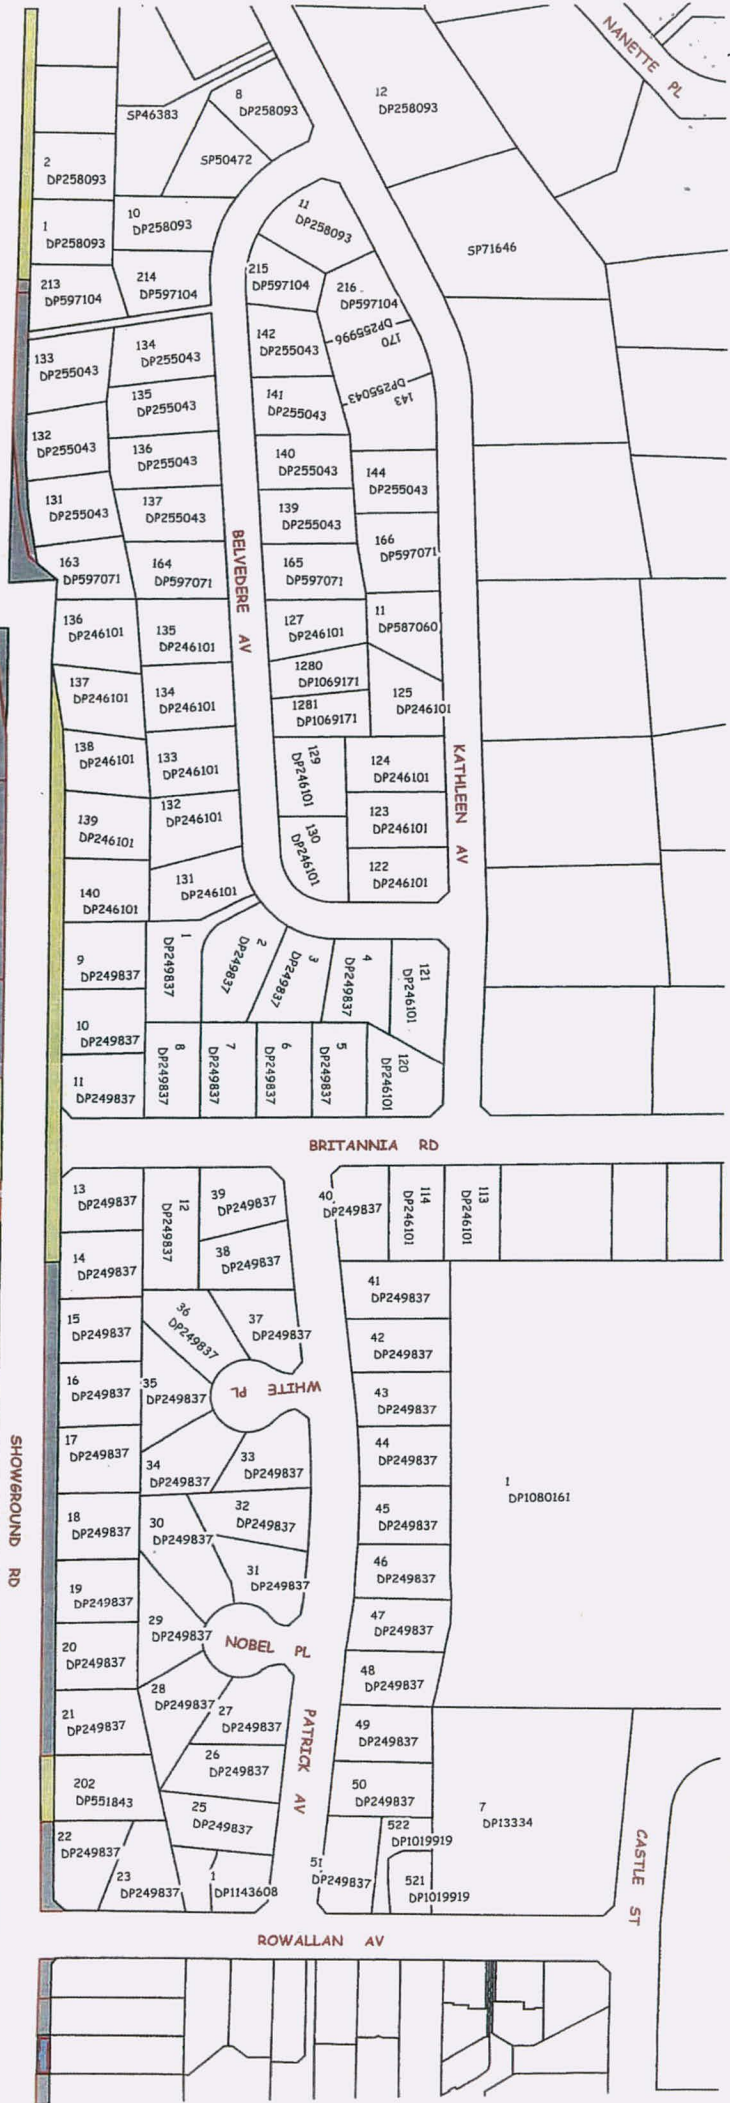 NANETTE PL
8
DP258093
12
DP258093
SP46383
SP50472
2
DP258093
1
DP258093
10
DP258093
11
DP258093
SP71646
213
DP597104
214
DP597104
215
DP597104
216
DP597104
170
DP255996
133
DP255043
134
DP255043
142
DP255043
143
DP255043
135
DP255043
141
DP255043
132
DP255043
136
DP255043
140
DP255043
144
DP255043
131
DP255043
137
DP255043
139
DP255043
166
DP597071
163
DP597071
164
DP597071
165
DP597071
BELVEDERE AV
136
DP246101
135
DP246101
127
DP246101
11
DP587060
1280
DP1069171
137
DP246101
134
DP246101
1281
DP1069171
125
DP246101
138
DP246101
133
DP246101
129
DP246101
124
DP246101
KATHLEEN AV
139
DP246101
132
DP246101
130
DP246101
123
DP246101
140
DP246101
131
DP246101
122
DP246101
9
DP249837
1
DP249837
2
DP249837
3
DP249837
4
DP249837
121
DP246101
10
DP249837
8
DP249837
7
DP249837
6
DP249837
5
DP249837
120
DP246101
11
DP249837
BRITANNIA RD
13
DP249837
12
DP249837
39
DP249837
40
DP249837
114
DP246101
113
DP246101
14
DP249837
38
DP249837
41
DP249837
15
DP249837
36
DP249837
37
DP249837
42
DP249837
16
DP249837
35
DP249837
WHITE PL
43
DP249837
17
DP249837
34
DP249837
33
DP249837
44
DP249837
1
DP1080161
SHOWGROUND RD
18
DP249837
30
DP249837
32
DP249837
45
DP249837
19
DP249837
31
DP249837
46
DP249837
20
DP249837
29
DP249837
NOBEL PL
47
DP249837
21
DP249837
28
DP249837
27
DP249837
48
DP249837
PATRICK AV
49
DP249837
202
DP551843
26
DP249837
50
DP249837
7
DP13334
22
DP249837
25
DP249837
522
DP1019919
CASTLE ST
23
DP249837
1
DP1143608
51
DP249837
521
DP1019919
ROWALLAN AV